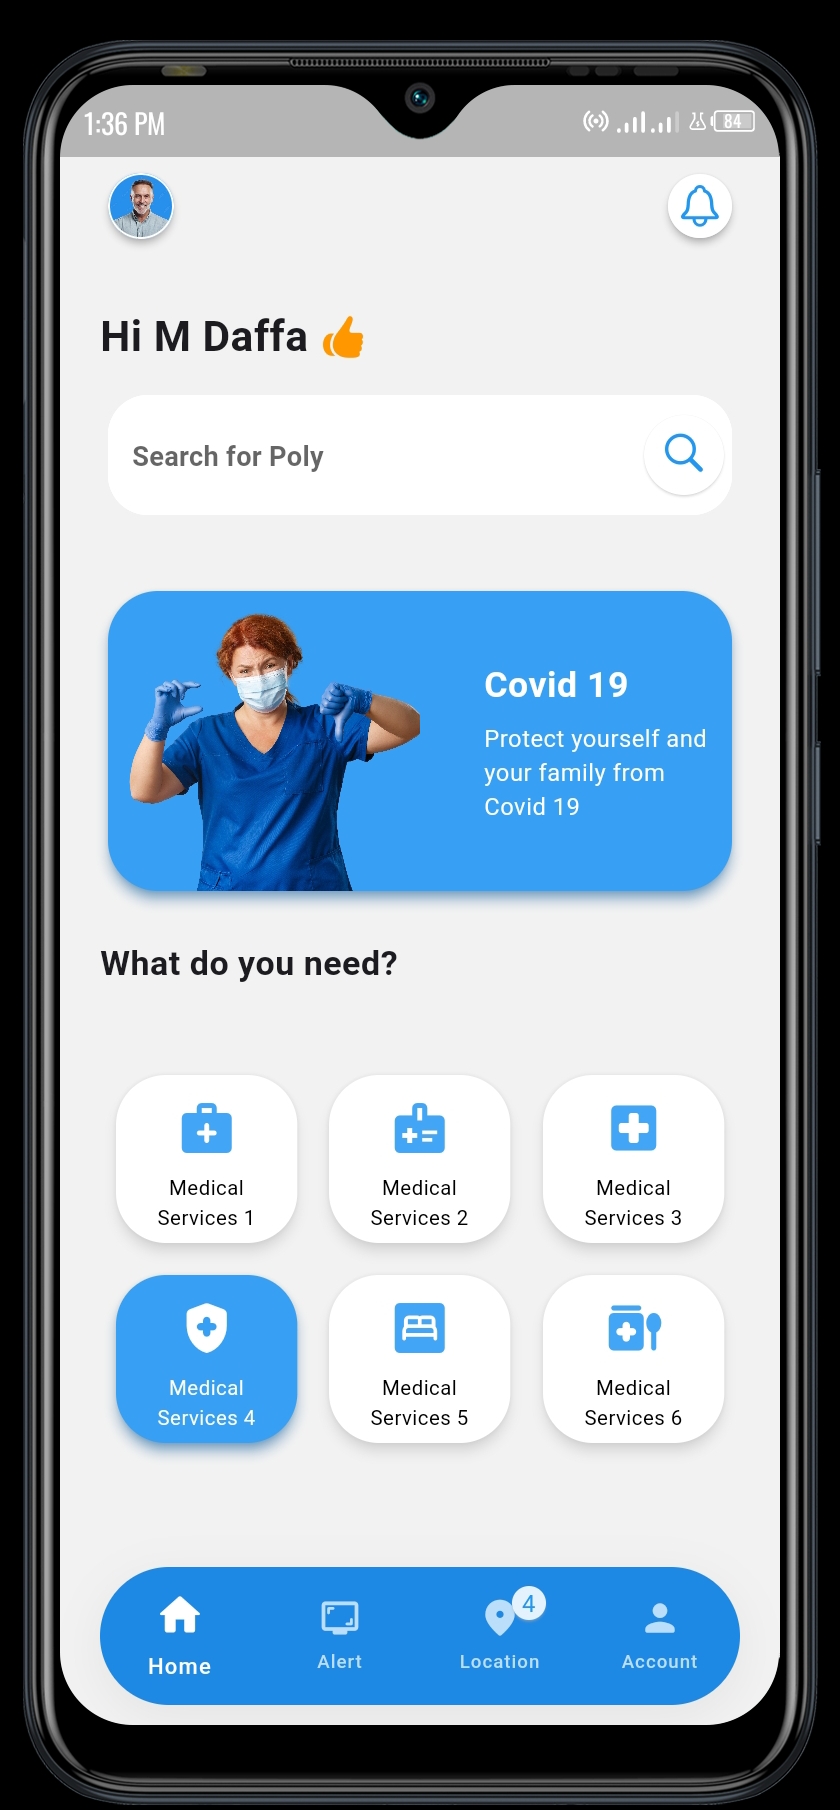 1:36 PM
84
Hi M Daffa
Search for Poly
Covid 19
Protect yourself and
your family from
Covid 19
What do you need?
Medical
Services 1
Medical
Services 2
Medical
Services 3
Medical
Services 4
Medical
Services 5
Medical
Services 6
4
Home
Alert
Location
Account